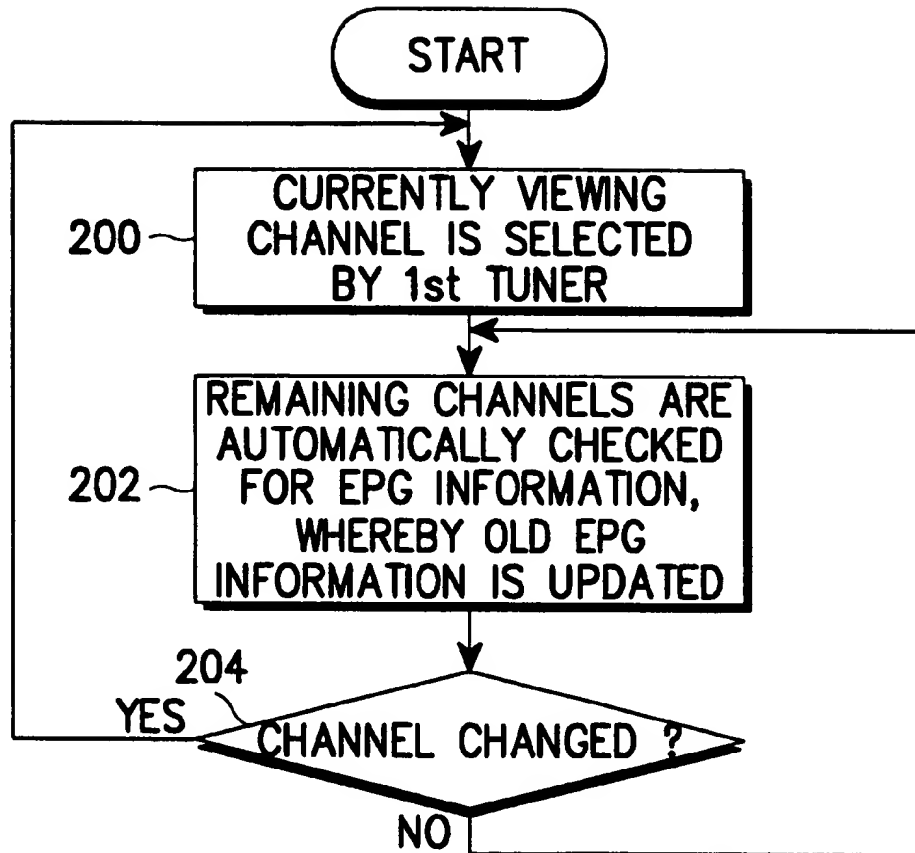 START
200
CURRENTLY VIEWING
CHANNEL IS SELECTED
BY 1st TUNER
202
REMAINING CHANNELS ARE
AUTOMATICALLY CHECKED
FOR EPG INFORMATION,
WHEREBY OLD EPG
INFORMATION IS UPDATED
204
YES
CHANNEL CHANGED ?
NO